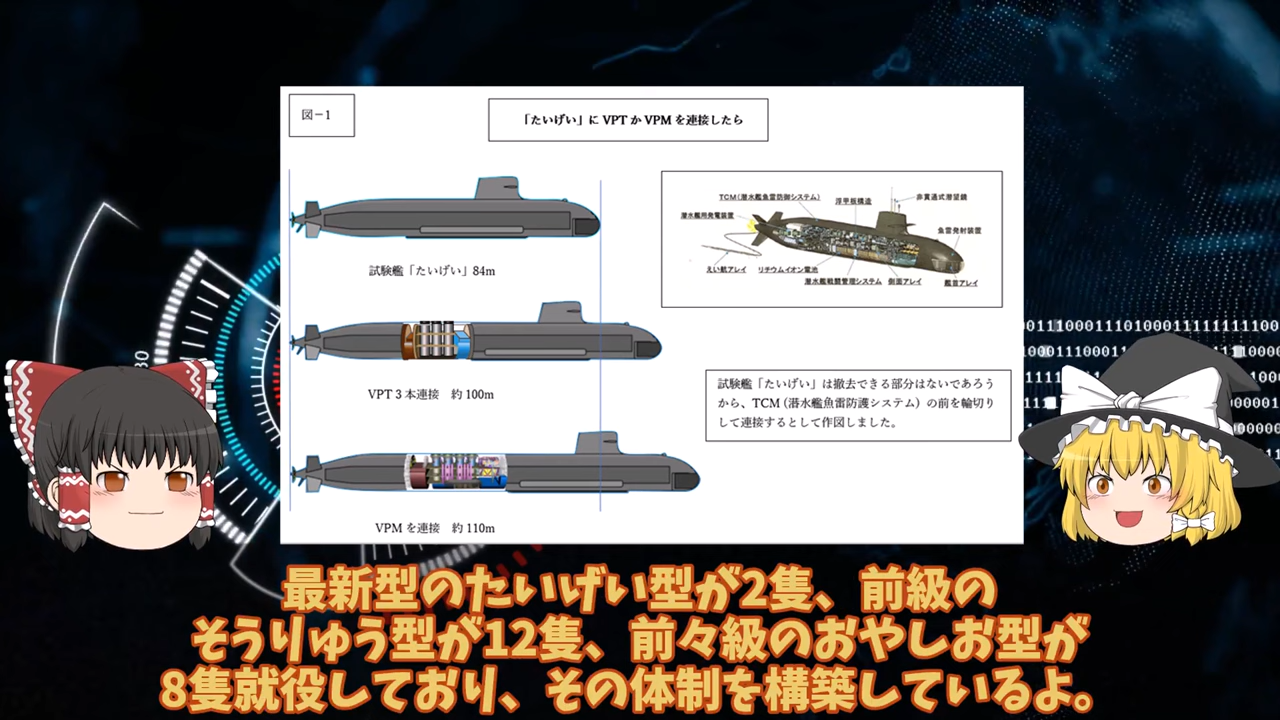 図－1
「たいげい」に VPT か VPM を連接したら
試験艦「たいげい」84m
VPT 3 本連接　約 100m
VPM を連接　約 110m
TCM(潜水艦魚雷防御システム)
浮甲板構造
非貫通式潜望鏡
潜水艦用発電装置
魚雷発射装置
えい航アレイ
リチウムイオン電池
潜水艦戦闘管理システム
側面アレイ
艦首アレイ
試験艦「たいげい」は撤去できる部分はないであろう
から、TCM（潜水艦魚雷防護システム）の前を輪切り
して連接するとして作図しました。
最新型のたいげい型が2隻、前級の
そうりゅう型が12隻、前々級のおやしお型が
8隻就役しており、その体制を構築しているよ。